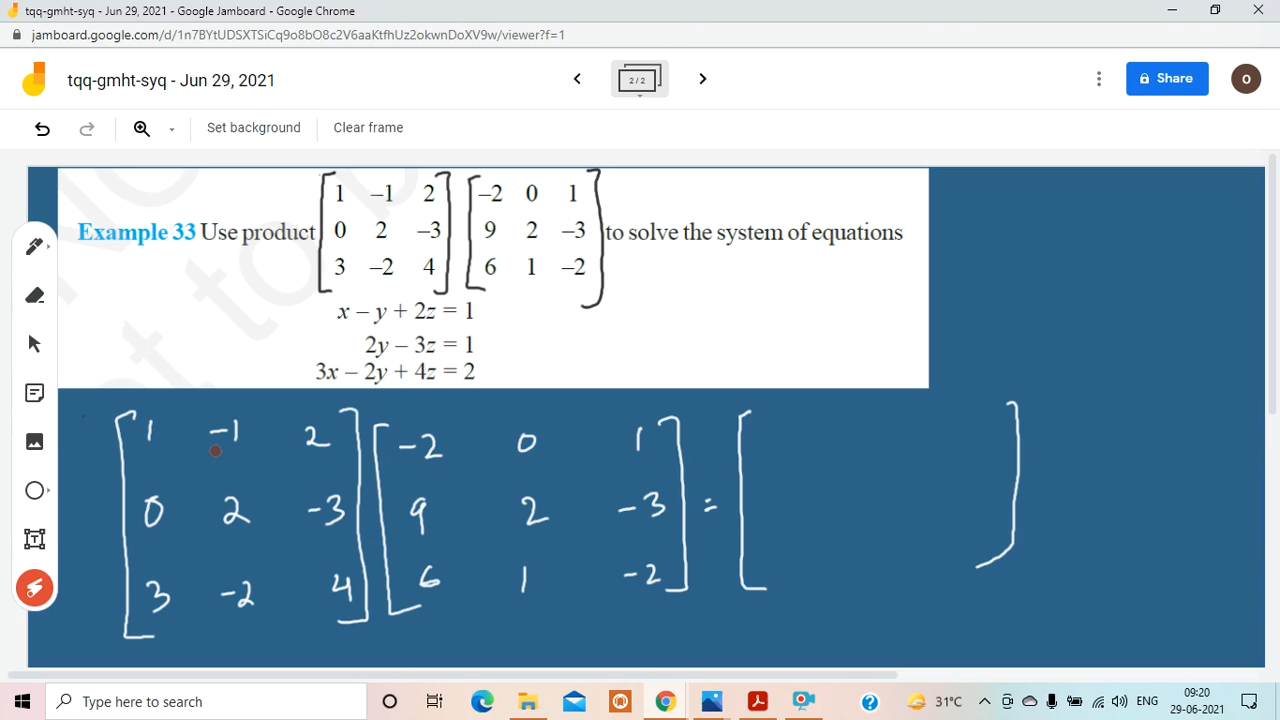 tqq-gmht-syq - Jun 29, 2021 - Google Jamboard - Google Chrome
jamboard.google.com/d/1n7BYtUDSXTSiCq9o8bO8c2V6aaKtfhUz2okwnDoXV9w/viewer?f=1
tqq-gmht-syq - Jun 29, 2021
2 / 2
Share
O
Set background
Clear frame
1 –1 2 –2 0 1
Example 33 Use product 0 2 –3 9 2 –3 to solve the system of equations
3 –2 4 6 1 –2
x – y + 2z = 1
2y – 3z = 1
3x – 2y + 4z = 2
1 -1 2 -2 0 1
0 2 -3 9 2 -3 =
3 -2 4 6 1 -2
Type here to search
31°C
ENG
09:20
29-06-2021